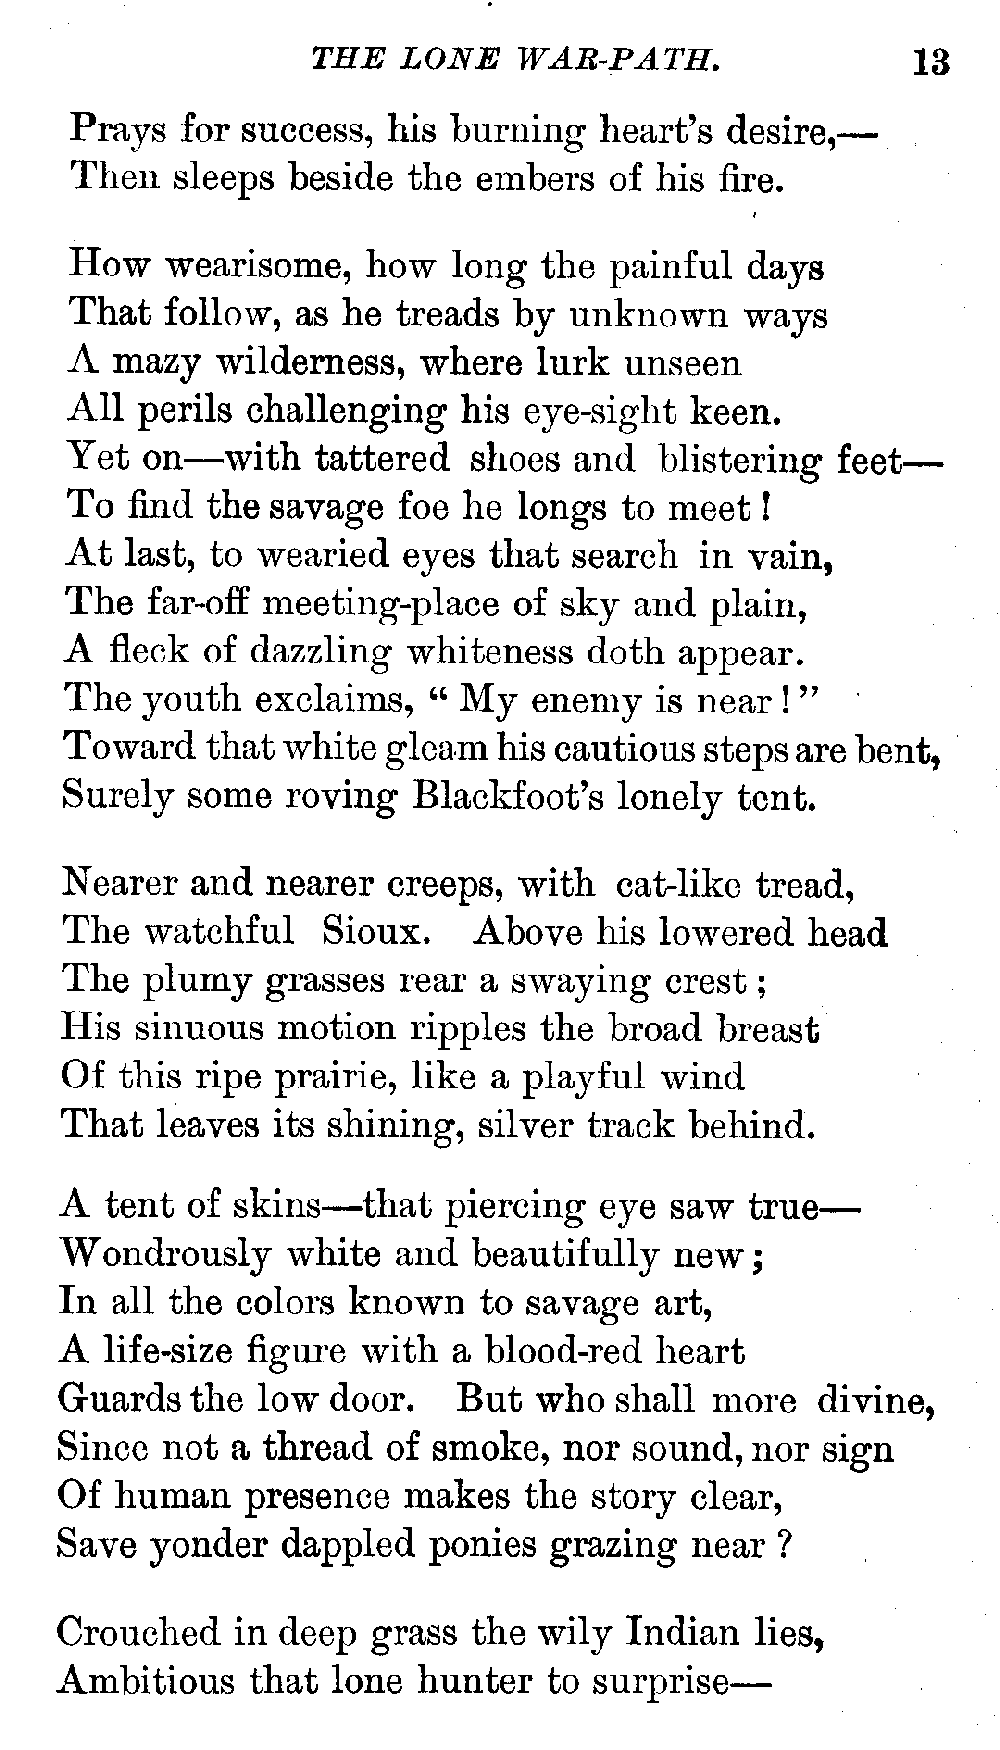 THE LONE WAR-PATH. 13
Prays for success, his burning heart's desire,—
Then sleeps beside the embers of his fire.
How wearisome, how long the painful days
That follow, as he treads by unknown ways
A mazy wilderness, where lurk unseen
All perils challenging his eye-sight keen.
Yet on—with tattered shoes and blistering feet—
To find the savage foe he longs to meet!
At last, to wearied eyes that search in vain,
The far-off meeting-place of sky and plain,
A fleck of dazzling whiteness doth appear.
The youth exclaims, “ My enemy is near!”
Toward that white gleam his cautious steps are bent,
Surely some roving Blackfoot's lonely tent.
Nearer and nearer creeps, with cat-like tread,
The watchful Sioux. Above his lowered head
The plumy grasses rear a swaying crest;
His sinuous motion ripples the broad breast
Of this ripe prairie, like a playful wind
That leaves its shining, silver track behind.
A tent of skins—that piercing eye saw true—
Wondrously white and beautifully new;
In all the colors known to savage art,
A life-size figure with a blood-red heart
Guards the low door. But who shall more divine,
Since not a thread of smoke, nor sound, nor sign
Of human presence makes the story clear,
Save yonder dappled ponies grazing near ?
Crouched in deep grass the wily Indian lies,
Ambitious that lone hunter to surprise—